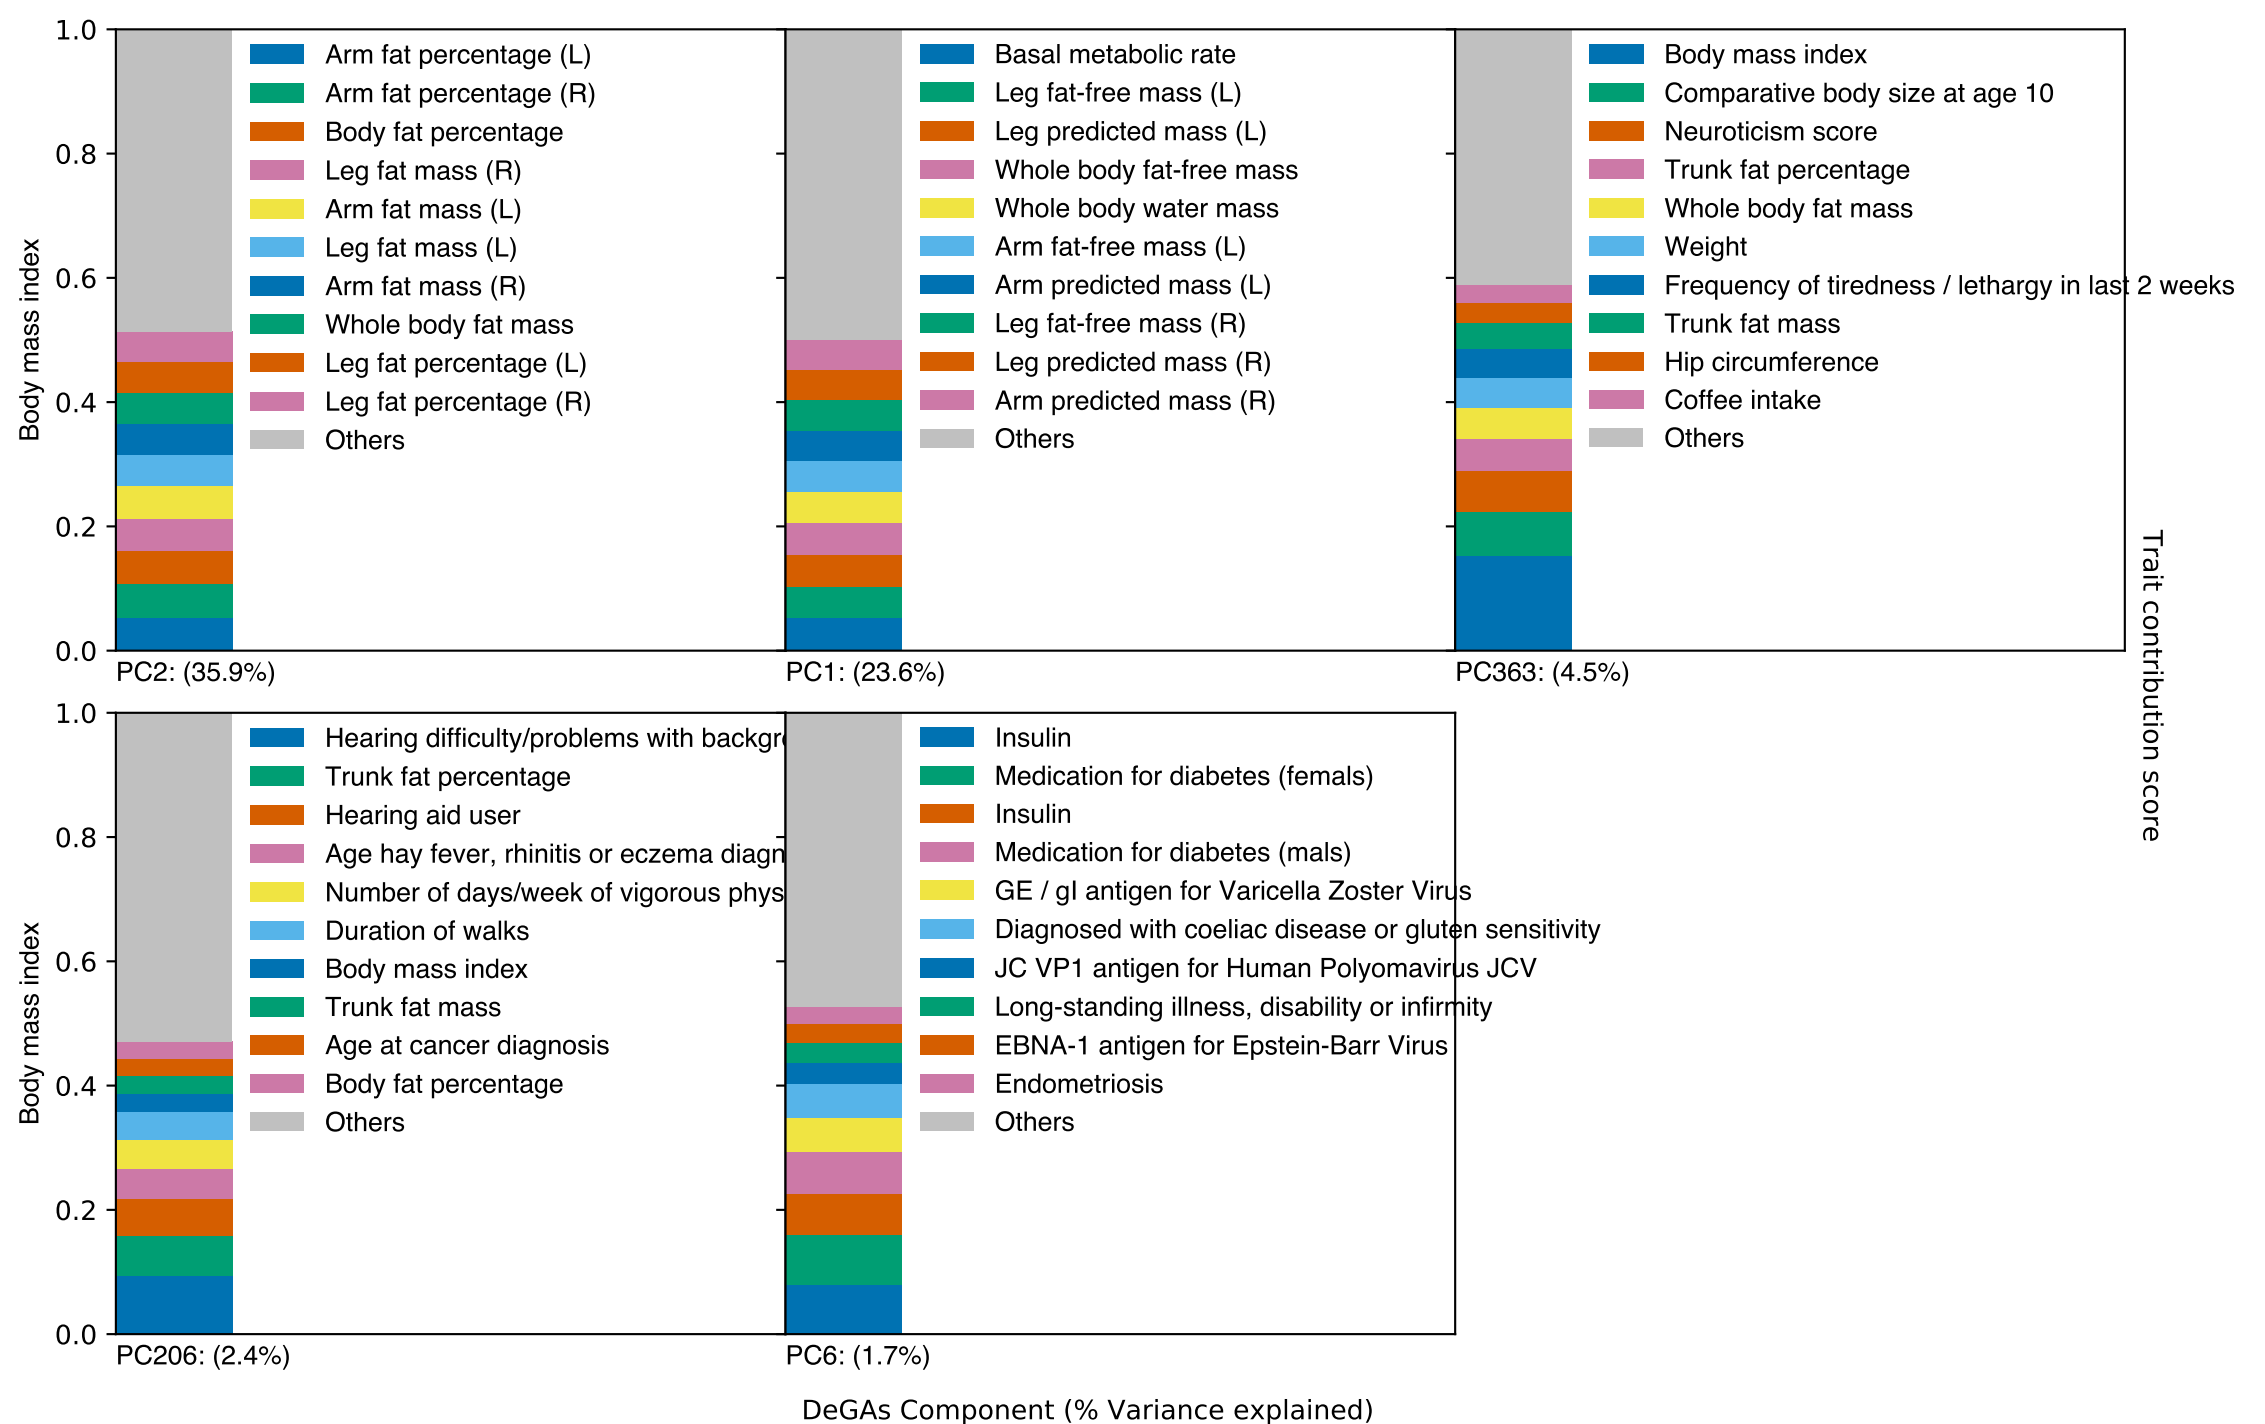 Body mass index
1.0
0.8
0.6
0.4
0.2
0.0
Arm fat percentage (L)
Arm fat percentage (R)
Body fat percentage
Leg fat mass (R)
Arm fat mass (L)
Leg fat mass (L)
Arm fat mass (R)
Whole body fat mass
Leg fat percentage (L)
Leg fat percentage (R)
Others
PC2: (35.9%)
Basal metabolic rate
Leg fat-free mass (L)
Leg predicted mass (L)
Whole body fat-free mass
Whole body water mass
Arm fat-free mass (L)
Arm predicted mass (L)
Leg fat-free mass (R)
Leg predicted mass (R)
Arm predicted mass (R)
Others
PC1: (23.6%)
Body mass index
Comparative body size at age 10
Neuroticism score
Trunk fat percentage
Whole body fat mass
Weight
Frequency of tiredness / lethargy in last 2 weeks
Trunk fat mass
Hip circumference
Coffee intake
Others
PC363: (4.5%)
Trait contribution score
Body mass index
1.0
0.8
0.6
0.4
0.2
0.0
Hearing difficulty/problems with backgr
Trunk fat percentage
Hearing aid user
Age hay fever, rhinitis or eczema diagn
Number of days/week of vigorous phys
Duration of walks
Body mass index
Trunk fat mass
Age at cancer diagnosis
Body fat percentage
Others
PC206: (2.4%)
Insulin
Medication for diabetes (femals)
Insulin
Medication for diabetes (mals)
GE / gI antigen for Varicella Zoster Virus
Diagnosed with coeliac disease or gluten sensitivity
JC VP1 antigen for Human Polyomavirus JCV
Long-standing illness, disability or infirmity
EBNA-1 antigen for Epstein-Barr Virus
Endometriosis
Others
PC6: (1.7%)
DeGAs Component (% Variance explained)